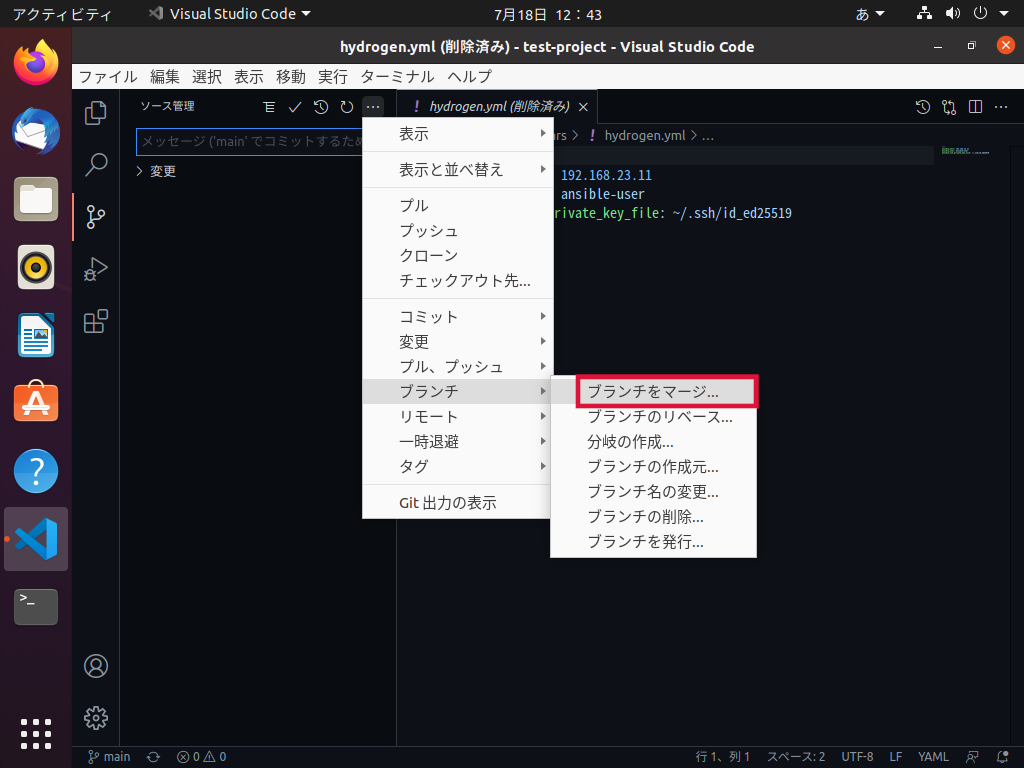 アクティビティ
Visual Studio Code
7月18日 12：43
あ
hydrogen.yml (削除済み) - test-project - Visual Studio Code
ファイル 編集 選択 表示 移動 実行 ターミナル ヘルプ
ソース管理
! hydrogen.yml (削除済み)
メッセージ ('main' でコミットするため
! hydrogen.yml > ...
変更
192.168.23.11
ansible-user
rivate_key_file: ~/.ssh/id_ed25519
表示
表示と並べ替え
プル
プッシュ
クローン
チェックアウト先...
コミット
変更
プル、プッシュ
ブランチ
リモート
一時退避
タグ
Git 出力の表示
ブランチをマージ...
ブランチのリベース...
分岐の作成...
ブランチの作成元...
ブランチ名の変更...
ブランチの削除...
ブランチを発行...
>_
main
0
0
行 1、列 1
スペース: 2
UTF-8
LF
YAML